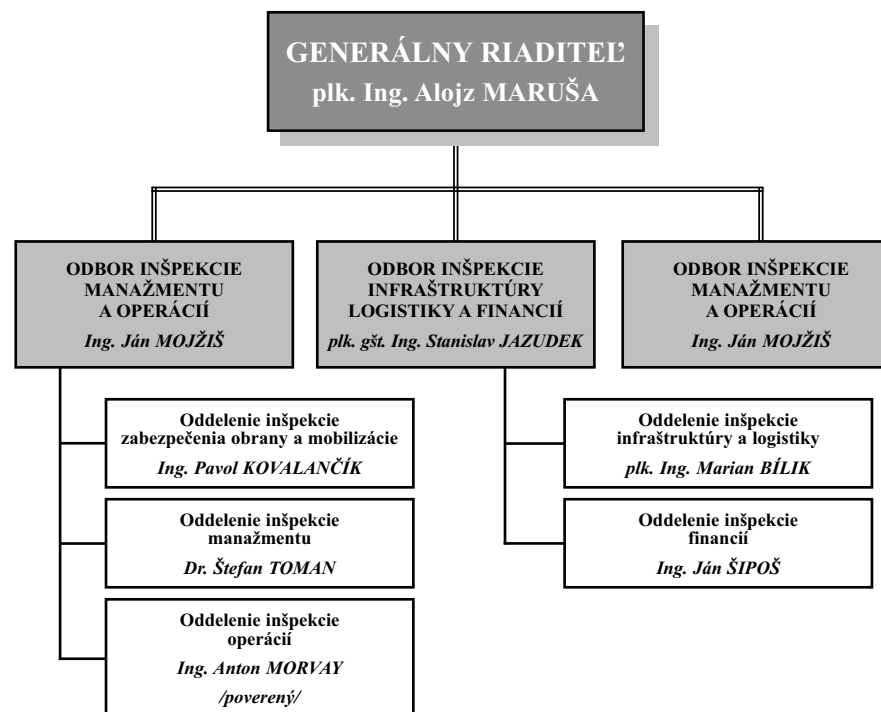 GENERÁLNY RIADITEĽ
plk. Ing. Alojz MARUŠA
ODBOR INŠPEKCIE
MANAŽMENTU
A OPERÁCIÍ
Ing. Ján MOJŽIŠ
ODBOR INŠPEKCIE
INFRAŠTRUKTÚRY
LOGISTIKY A FINANCIÍ
plk. gšt. Ing. Stanislav JAZUDEK
ODBOR INŠPEKCIE
MANAŽMENTU
A OPERÁCIÍ
Ing. Ján MOJŽIŠ
Oddelenie inšpekcie
zabezpečenia obrany a mobilizácie
Ing. Pavol KOVALANČÍK
Oddelenie inšpekcie
manažmentu
Dr. Štefan TOMAN
Oddelenie inšpekcie
operácií
Ing. Anton MORVAY
/poverený/
Oddelenie inšpekcie
infraštruktúry a logistiky
plk. Ing. Marian BÍLIK
Oddelenie inšpekcie
financií
Ing. Ján ŠIPOŠ